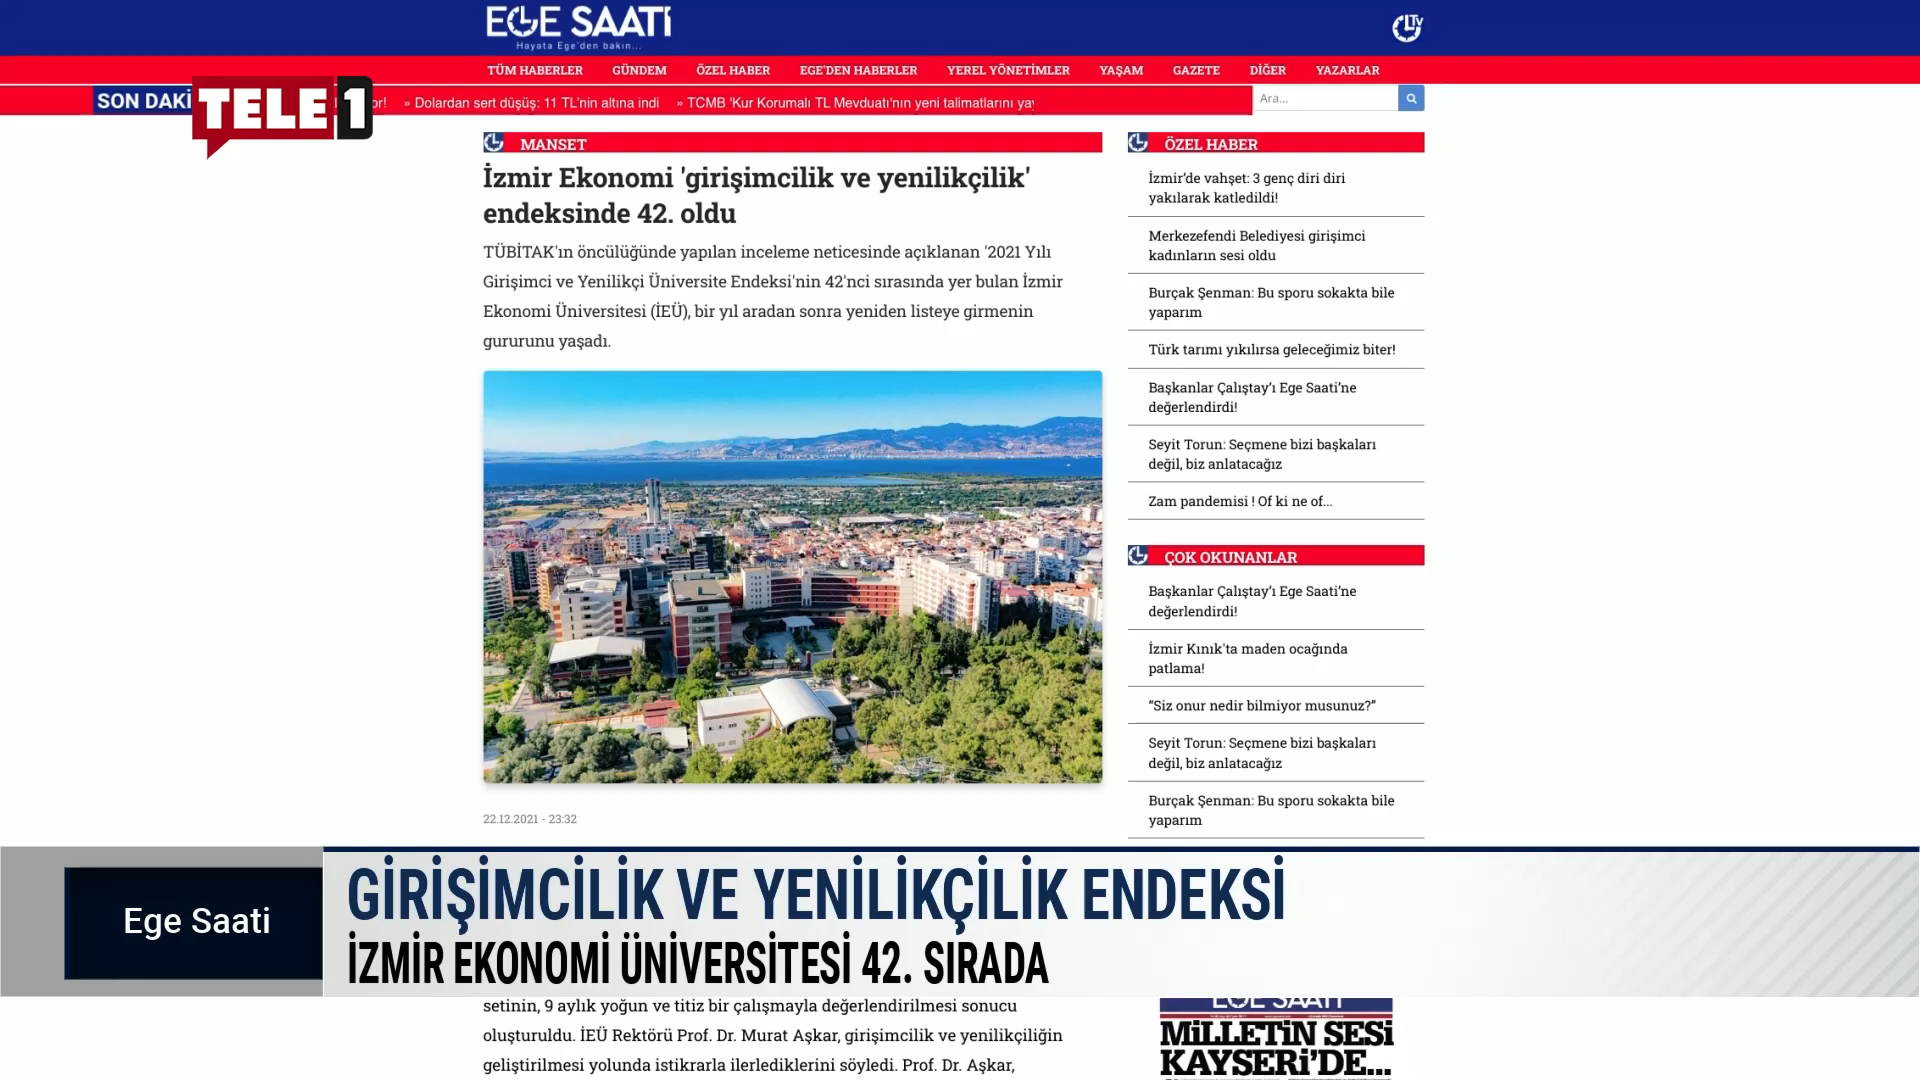 EGE SAATİ
Hayata Ege'den bakın...
TV
TÜM HABERLER GÜNDEM ÖZEL HABER EGE'DEN HABERLER YEREL YÖNETİMLER YAŞAM GAZETE DİĞER YAZARLAR
SON DAKİ
or! » Dolardan sert düşüş: 11 TL'nin altına indi » TCMB 'Kur Korumalı TL Mevduatı'nın yeni talimatlarını
Ara...
TELE1
MANSET
İzmir Ekonomi 'girişimcilik ve yenilikçilik'
endeksinde 42. oldu
TÜBİTAK'ın öncülüğünde yapılan inceleme neticesinde açıklanan '2021 Yılı
Girişimci ve Yenilikçi Üniversite Endeksi'nin 42'nci sırasında yer bulan İzmir
Ekonomi Üniversitesi (İEÜ), bir yıl aradan sonra yeniden listeye girmenin
gururunu yaşadı.
22.12.2021 - 23:32
ÖZEL HABER
İzmir’de vahşet: 3 genç diri diri
yakılarak katledildi!
Merkezefendi Belediyesi girişimci
kadınların sesi oldu
Burçak Şenman: Bu sporu sokakta bile
yaparım
Türk tarımı yıkılırsa geleceğimiz biter!
Başkanlar Çalıştay’ı Ege Saati’ne
değerlendirdi!
Seyit Torun: Seçmene bizi başkaları
değil, biz anlatacağız
Zam pandemisi ! Of ki ne of...
ÇOK OKUNANLAR
Başkanlar Çalıştay’ı Ege Saati’ne
değerlendirdi!
İzmir Kınık'ta maden ocağında
patlama!
“Siz onur nedir bilmiyor musunuz?”
Seyit Torun: Seçmene bizi başkaları
değil, biz anlatacağız
Burçak Şenman: Bu sporu sokakta bile
yaparım
Ege Saati
GİRİŞİMCİLİK VE YENİLİKÇİLİK ENDEKSİ
İZMİR EKONOMİ ÜNİVERSİTESİ 42. SIRADA
setinin, 9 aylık yoğun ve titiz bir çalışmayla değerlendirilmesi sonucu
oluşturuldu. İEÜ Rektörü Prof. Dr. Murat Aşkar, girişimcilik ve yenilikçiliğin
geliştirilmesi yolunda istikrarla ilerlediklerini söyledi. Prof. Dr. Aşkar,
EGE SAATİ
MİLLETİN SESİ
KAYSERİ'DE...